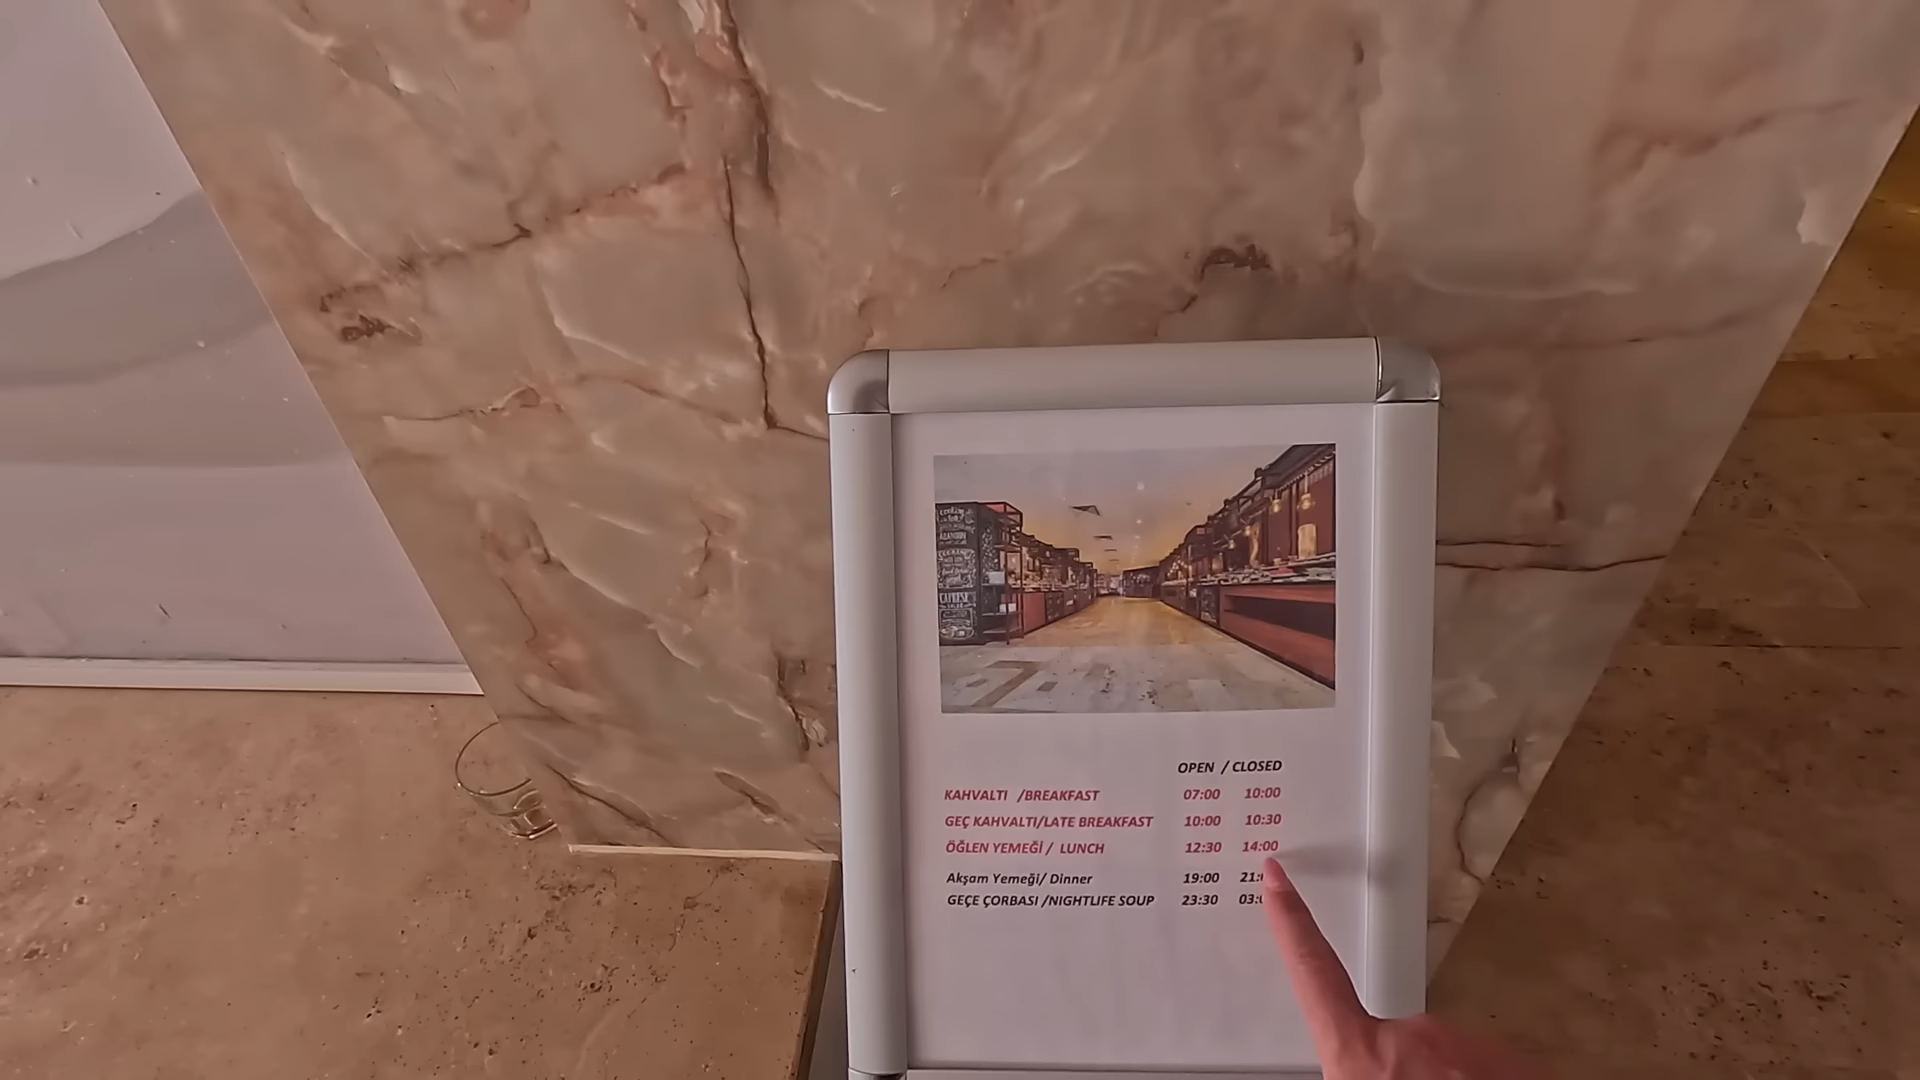 OPEN / CLOSED
KAHVALTI /BREAKFAST 07:00 10:00
GEÇ KAHVALTI/LATE BREAKFAST 10:00 10:30
ÖĞLEN YEMEĞİ / LUNCH 12:30 14:00
Akşam Yemeği/ Dinner 19:00
GEÇE ÇORBASI /NIGHTLIFE SOUP 23:30